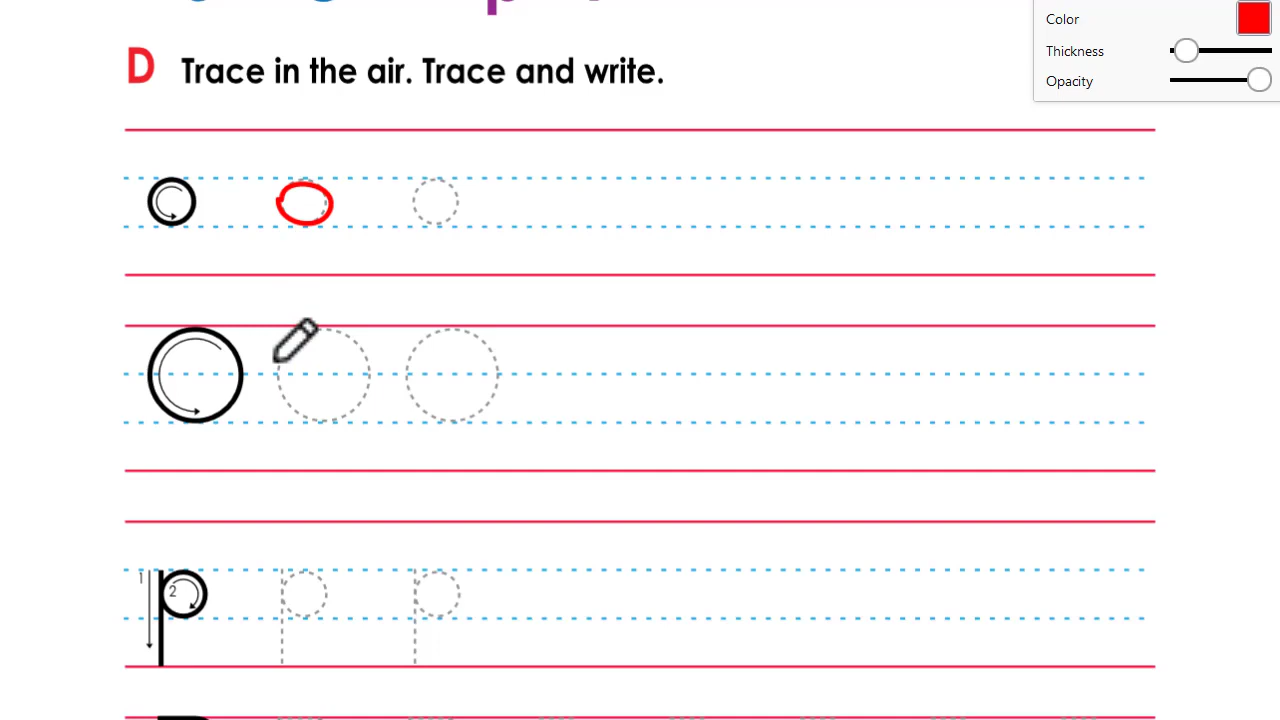 Color
Thickness
Opacity
D Trace in the air. Trace and write.
o o o
O O O
1 2 p p p